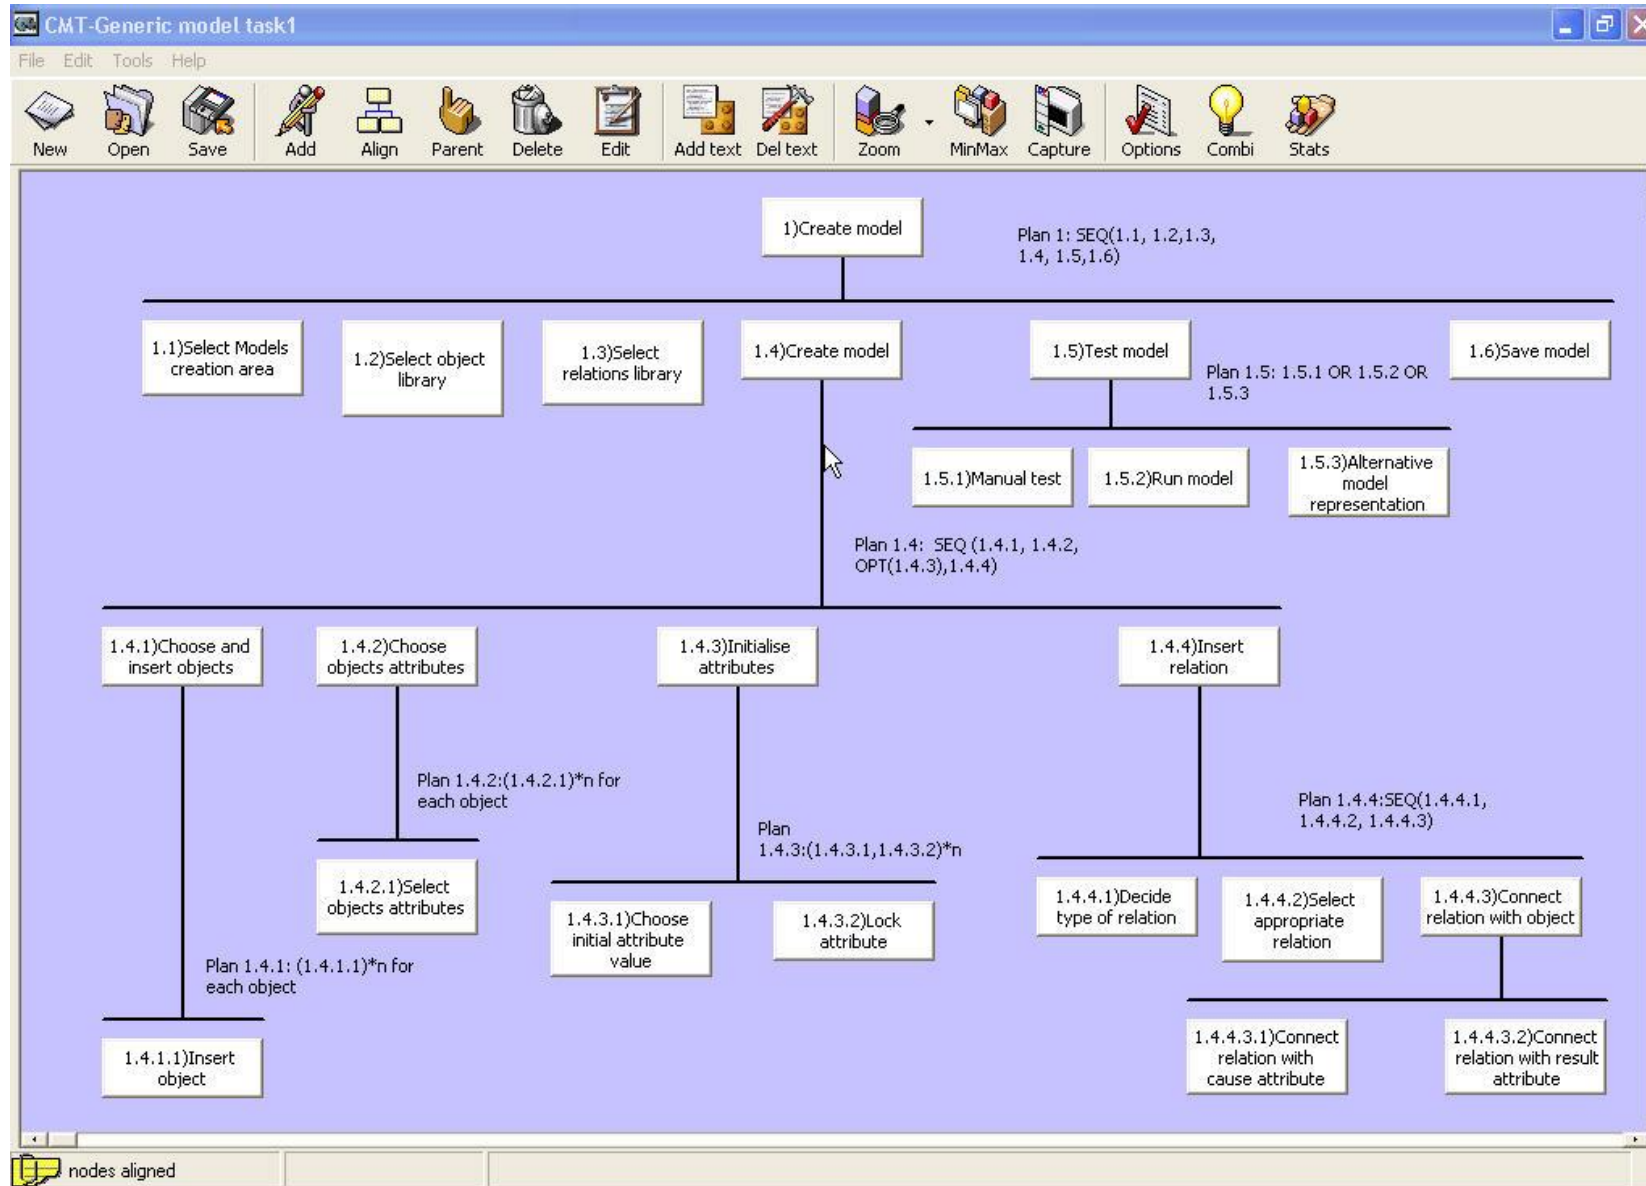 CMT-Generic model task1
File Edit Tools Help
New Open Save Add Align Parent Delete Edit Add text Del text Zoom MinMax Capture Options Combi Stats
1)Create model
Plan 1: SEQ(1.1, 1.2,1.3,
1.4, 1.5,1.6)
1.1)Select Models
creation area
1.2)Select object
library
1.3)Select
relations library
1.4)Create model
1.5)Test model
1.6)Save model
Plan 1.5: 1.5.1 OR 1.5.2 OR
1.5.3
1.5.1)Manual test
1.5.2)Run model
1.5.3)Alternative
model
representation
Plan 1.4: SEQ (1.4.1, 1.4.2,
OPT(1.4.3),1.4.4)
1.4.1)Choose and
insert objects
1.4.2)Choose
objects attributes
1.4.3)Initialise
attributes
1.4.4)Insert
relation
Plan 1.4.2:(1.4.2.1)*n for
each object
Plan
1.4.3:(1.4.3.1,1.4.3.2)*n
Plan 1.4.4:SEQ(1.4.4.1,
1.4.4.2, 1.4.4.3)
1.4.2.1)Select
objects attributes
1.4.3.1)Choose
initial attribute
value
1.4.3.2)Lock
attribute
1.4.4.1)Decide
type of relation
1.4.4.2)Select
appropriate
relation
1.4.4.3)Connect
relation with object
Plan 1.4.1: (1.4.1.1)*n for
each object
1.4.1.1)Insert
object
1.4.4.3.1)Connect
relation with
cause attribute
1.4.4.3.2)Connect
relation with result
attribute
nodes aligned